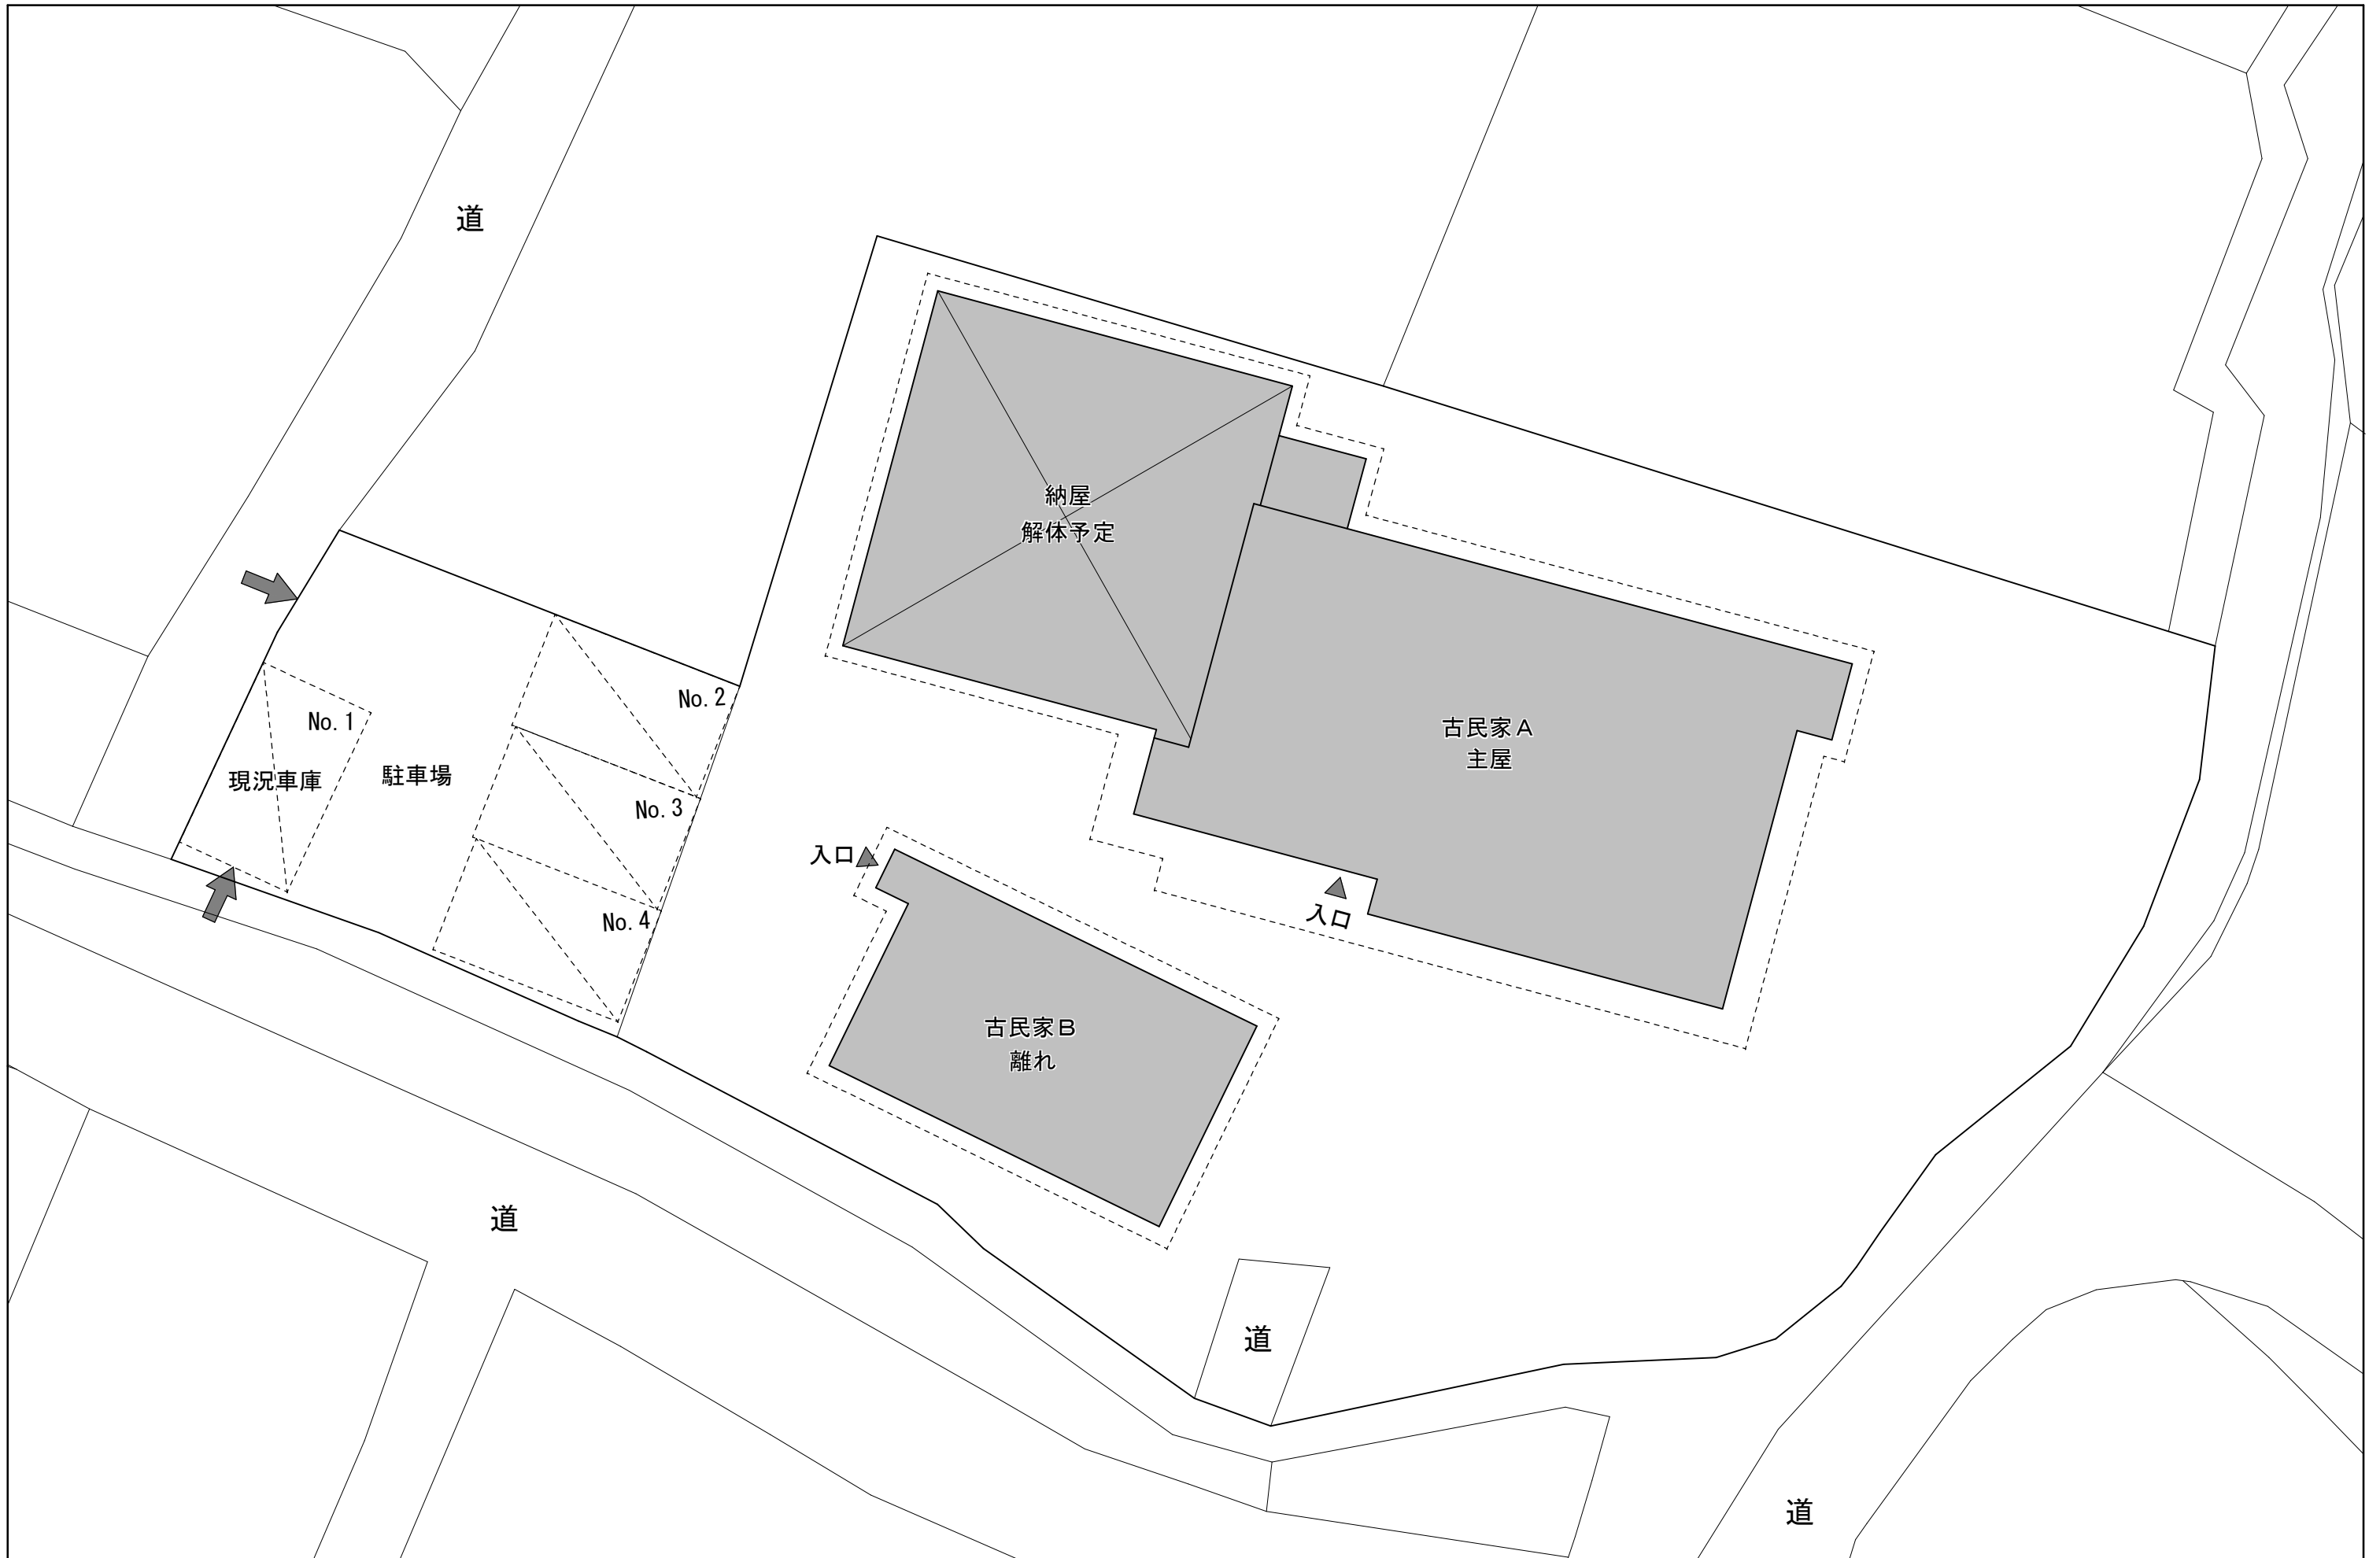 道
納屋
解体予定
No.2
No.1
古民家Ａ
主屋
現況車庫
駐車場
No.3
入口
入口
No.4
古民家Ｂ
離れ
道
道
道